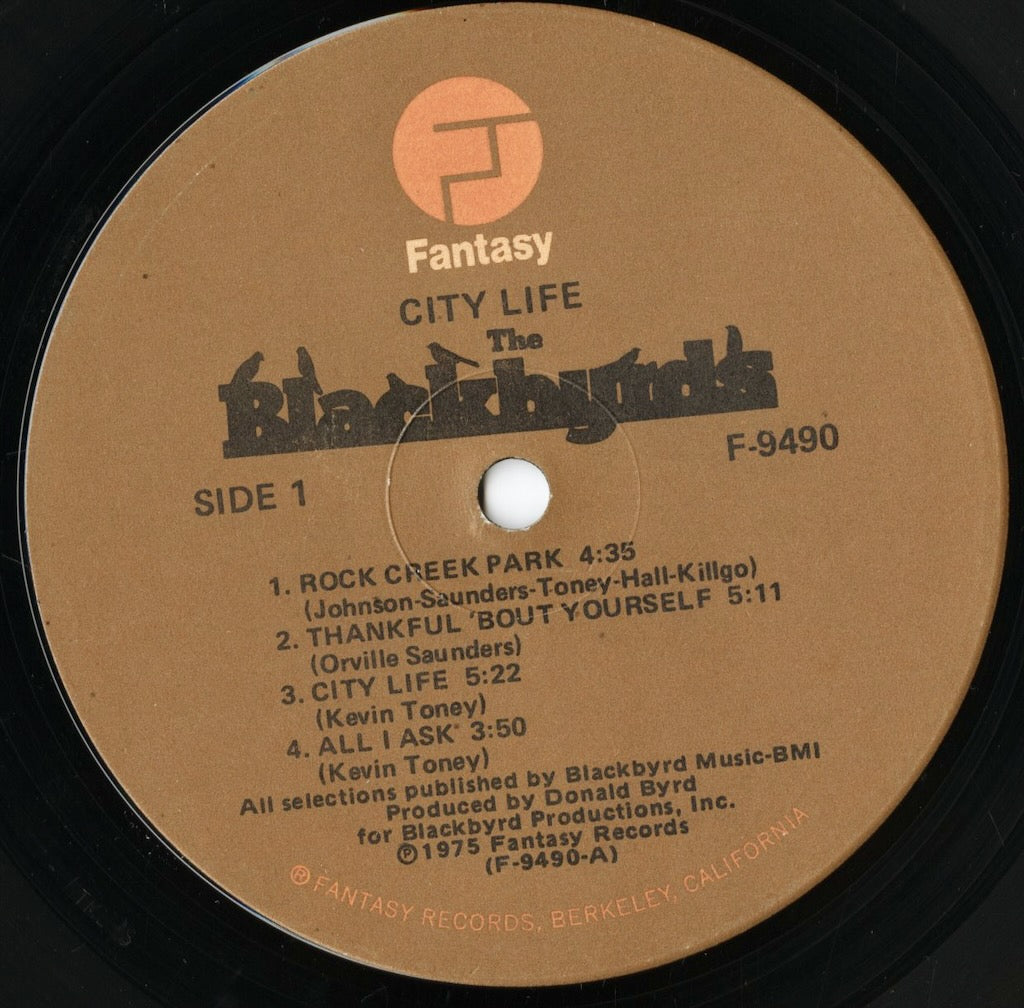 Fantasy
CITY LIFE
The
Blackbyrds
F-9490
SIDE 1
1. ROCK CREEK PARK 4:35
(Johnson-Saunders-Toney-Hall-Killgo)
2. THANKFUL 'BOUT YOURSELF 5:11
(Orville Saunders)
3. CITY LIFE 5:22
(Kevin Toney)
4. ALL I ASK 3:50
(Kevin Toney)
All selections published by Blackbyrd Music-BMI
Produced by Donald Byrd
for Blackbyrd Productions, Inc.
℗1975 Fantasy Records
(F-9490-A)
® FANTASY RECORDS, BERKELEY, CALIFORNIA